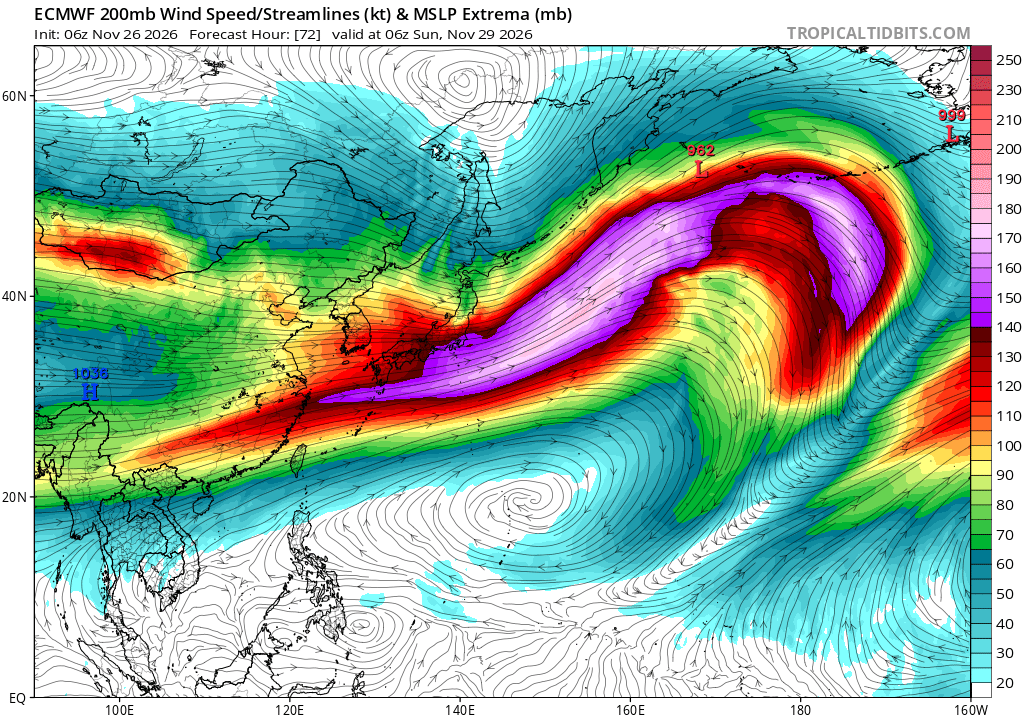 ECMWF 200mb Wind Speed/Streamlines (kt) & MSLP Extrema (mb)
Init: 06z Nov 26 2026 Forecast Hour: [72] valid at 06z Sun, Nov 29 2026
TROPICALTIDBITS.COM
60N
40N
20N
EQ
100E
120E
140E
160E
180
160W
999
L
962
L
1036
H
250
230
210
200
190
180
170
160
150
140
130
120
110
100
90
80
70
60
50
40
30
20